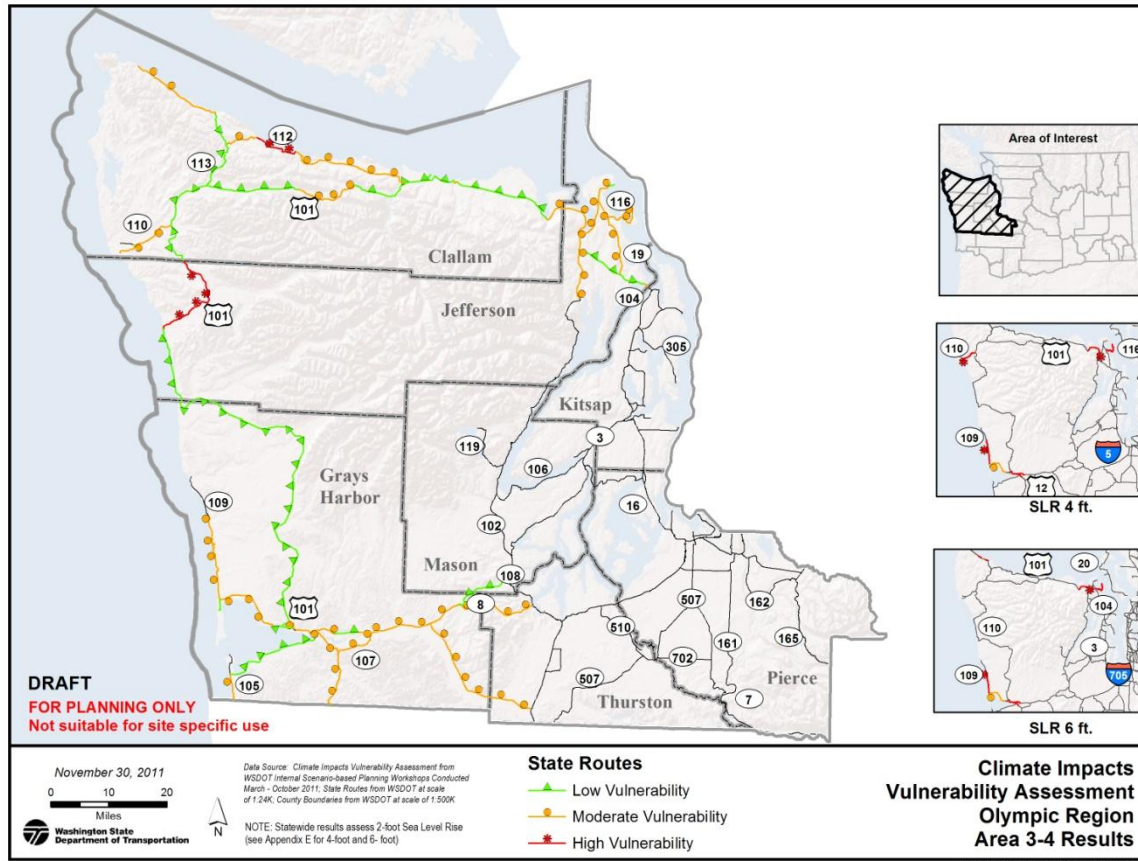 112
113
101
110
116
Clallam
19
104
Jefferson
101
305
Kitsap
3
119
106
Grays
Harbor
109
16
102
Mason
108
101
8
507
162
510
107
161
165
702
105
507
Pierce
Thurston
7
DRAFT
FOR PLANNING ONLY
Not suitable for site specific use
Area of Interest
110
101
116
109
5
12
SLR 4 ft.
101
20
104
110
3
109
705
SLR 6 ft.
November 30, 2011
0 10 20
Miles
Washington State
Department of Transportation
N
Data Source: Climate Impacts Vulnerability Assessment from
WSDOT Internal Scenario-based Planning Workshops Conducted
March - October 2011; State Routes from WSDOT at scale
of 1:24K; County Boundaries from WSDOT at scale of 1:500K
NOTE: Statewide results assess 2-foot Sea Level Rise
(see Appendix E for 4-foot and 6- foot)
State Routes
Low Vulnerability
Moderate Vulnerability
High Vulnerability
Climate Impacts
Vulnerability Assessment
Olympic Region
Area 3-4 Results